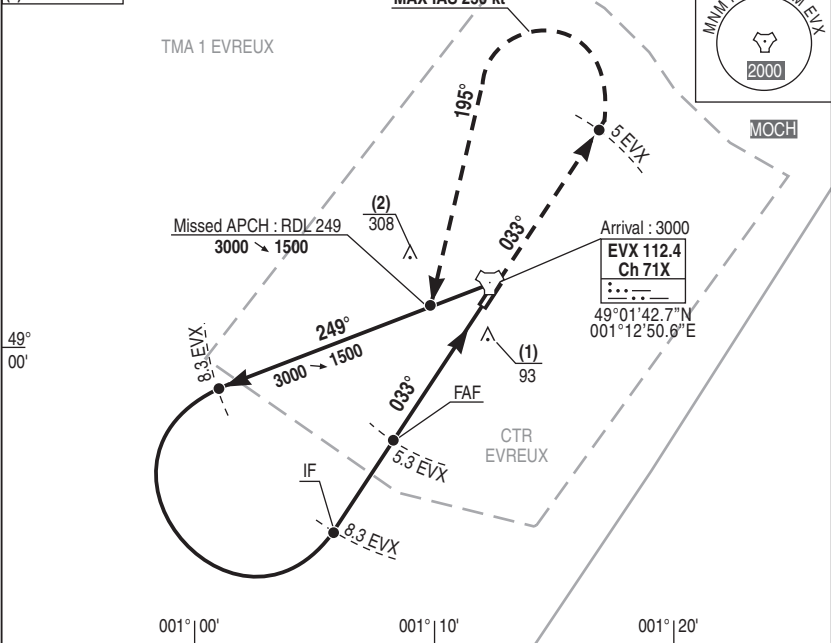 MAX IAS 250 kt
TMA 1 EVREUX
EVX
2000
MOCH
195°
5 EVX
(2)
308
Missed APCH : RDL 249
3000 ➘ 1500
033°
Arrival : 3000
EVX 112.4
Ch 71X
49°01'42.7"N
001°12'50.6"E
49°
00'
8.3 EVX
249°
3000 ➙ 1500
(1)
93
033°
FAF
CTR
EVREUX
5.3 EVX
IF
8.3 EVX
001° 00'
001° 10'
001° 20'